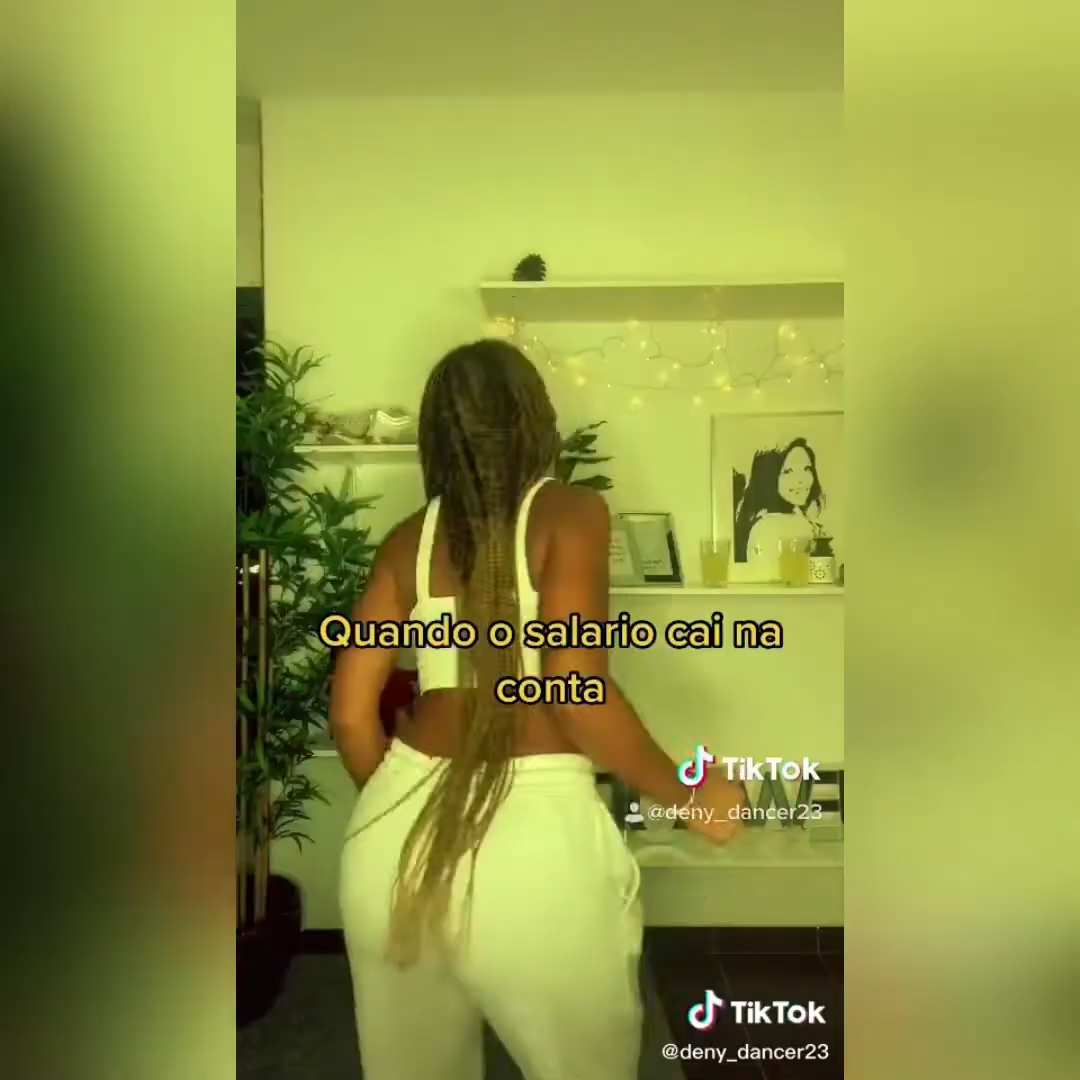 Quando o salario cai na
conta
TikTok
@deny_dancer23
TikTok
@deny_dancer23